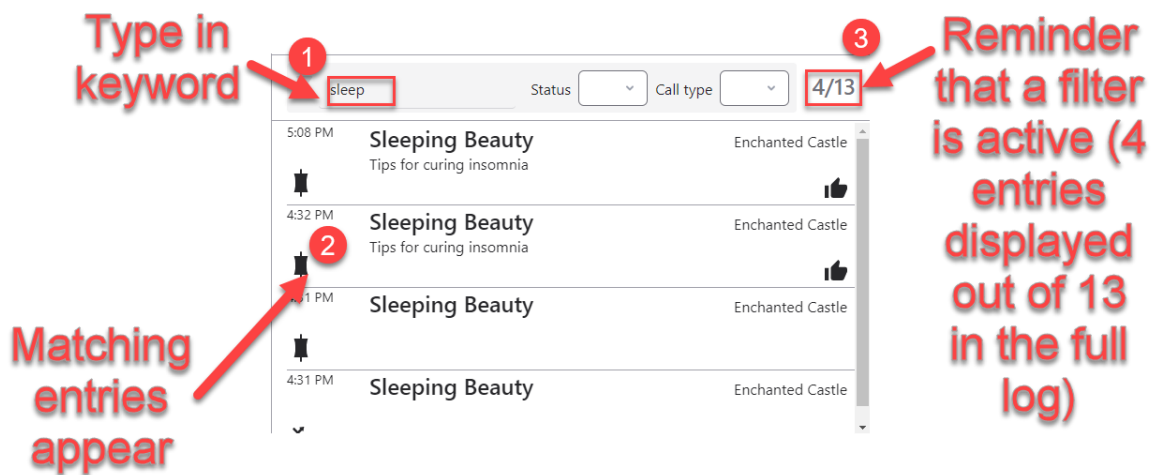 Type in
keyword
1
sleep
Status
Call type
4/13
3
Reminder
that a filter
is active (4
entries
displayed
out of 13
in the full
log)
5:08 PM
Sleeping Beauty
Enchanted Castle
Tips for curing insomnia
4:32 PM
Sleeping Beauty
Enchanted Castle
Tips for curing insomnia
2
4:31 PM
Sleeping Beauty
Enchanted Castle
4:31 PM
Sleeping Beauty
Enchanted Castle
Matching
entries
appear